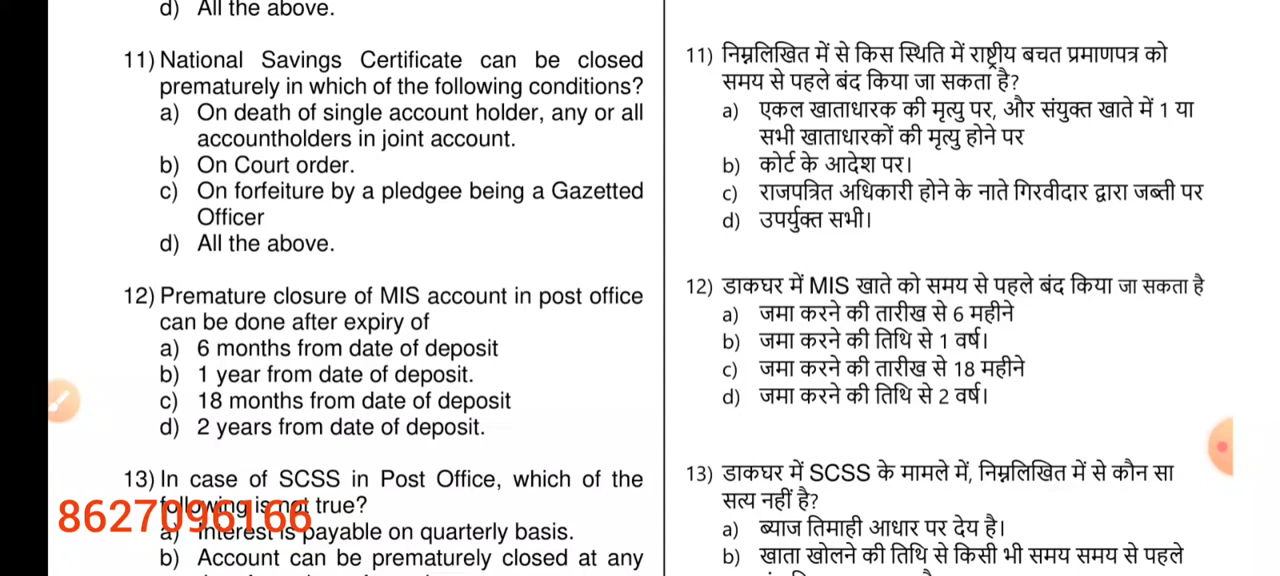 d) All the above.
11) National Savings Certificate can be closed
prematurely in which of the following conditions?
a) On death of single account holder, any or all
accountholders in joint account.
b) On Court order.
c) On forfeiture by a pledgee being a Gazetted
Officer
d) All the above.
12) Premature closure of MIS account in post office
can be done after expiry of
a) 6 months from date of deposit
b) 1 year from date of deposit.
c) 18 months from date of deposit
d) 2 years from date of deposit.
13) In case of SCSS in Post Office, which of the
following is not true?
8627096166
a) Interest is payable on quarterly basis.
b) Account can be prematurely closed at any
11) निम्नलिखित में से किस स्थिति में राष्ट्रीय बचत प्रमाणपत्र को
समय से पहले बंद किया जा सकता है?
a) एकल खाताधारक की मृत्यु पर, और संयुक्त खाते में 1 या
सभी खाताधारकों की मृत्यु होने पर
b) कोर्ट के आदेश पर।
c) राजपत्रित अधिकारी होने के नाते गिरवीदार द्वारा जब्ती पर
d) उपर्युक्त सभी।
12) डाकघर में MIS खाते को समय से पहले बंद किया जा सकता है
a) जमा करने की तारीख से 6 महीने
b) जमा करने की तिथि से 1 वर्ष।
c) जमा करने की तारीख से 18 महीने
d) जमा करने की तिथि से 2 वर्ष।
13) डाकघर में SCSS के मामले में, निम्नलिखित में से कौन सा
सत्य नहीं है?
a) ब्याज तिमाही आधार पर देय है।
b) खाता खोलने की तिथि से किसी भी समय समय से पहले